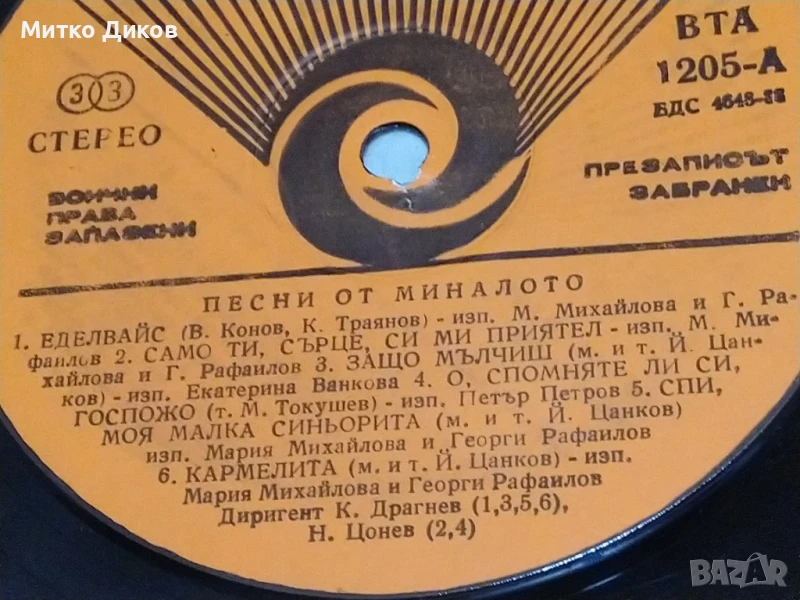 Митко Диков
33
СТЕРЕО
ВСИЧКИ
ПРАВА
ЗАПАЗЕНИ
ВТА
1205-А
БДС
ПРЕЗАПИСЪТ
ЗАБРАНЕН
ПЕСНИ ОТ МИНАЛОТО
1. ЕДЕЛВАЙС (В. Конов, К. Траянов) - изп. М. Михайлова и Г. Ра-
фаилов 2. САМО ТИ, СЪРЦЕ, СИ МИ ПРИЯТЕЛ - изп. М. Ми-
хайлова и Г. Рафаилов 3. ЗАЩО МЪЛЧИШ (м. и т. Й. Цан-
ков) - изп. Екатерина Ванкова 4. О, СПОМНЯТЕ ЛИ СИ,
ГОСПОЖО (т. М. Токушев) - изп. Петър Петров 5. СПИ,
МОЯ МАЛКА СИНЬОРИТА (м. и т. Й. Цанков)
изп. Мария Михайлова и Георги Рафаилов
6. КАРМЕЛИТА (м. и т. Й. Цанков) - изп.
Мария Михайлова и Георги Рафаилов
Диригент К. Драгнев (1,3,5,6),
Н. Цонев (2,4)
BAZAR